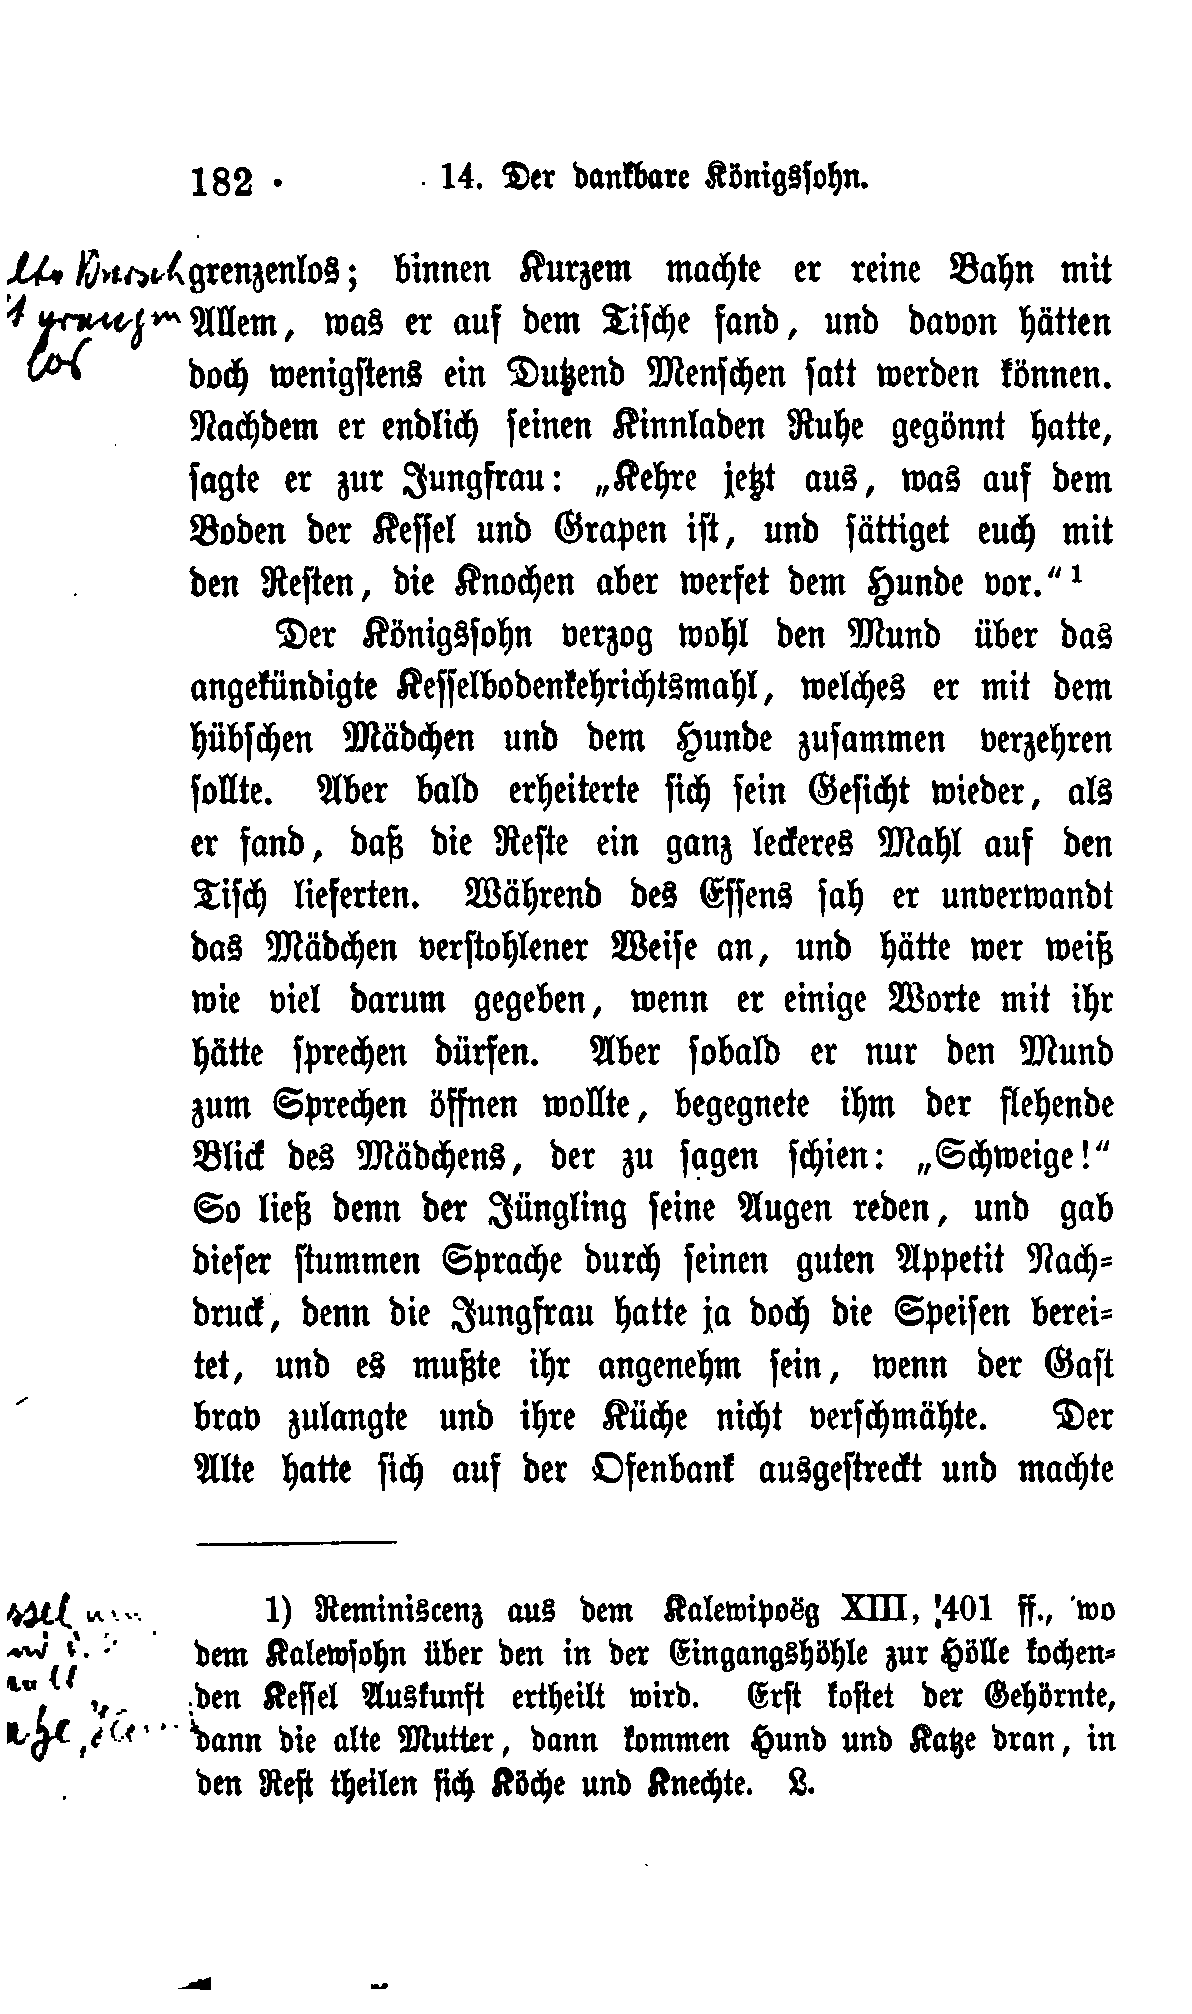 182 14. Der dankbare Königssohn.
grenzenlos; binnen Kurzem machte er reine Bahn mit
Allem, was er auf dem Tische fand, und davon hätten
los
doch wenigstens ein Dutzend Menschen satt werden können.
Nachdem er endlich seinen Kinnladen Ruhe gegönnt hatte,
sagte er zur Jungfrau: „Kehre jetzt aus, was auf dem
Boden der Kessel und Grapen ist, und sättiget euch mit
den Resten, die Knochen aber werfet dem Hunde vor.“¹
Der Königssohn verzog wohl den Mund über das
angekündigte Kesselbodenkehrichtsmahl, welches er mit dem
hübschen Mädchen und dem Hunde zusammen verzehren
sollte. Aber bald erheiterte sich sein Gesicht wieder, als
er fand, daß die Reste ein ganz leckeres Mahl auf den
Tisch lieferten. Während des Essens sah er unverwandt
das Mädchen verstohlener Weise an, und hätte wer weiß
wie viel darum gegeben, wenn er einige Worte mit ihr
hätte sprechen dürfen. Aber sobald er nur den Mund
zum Sprechen öffnen wollte, begegnete ihm der flehende
Blick des Mädchens, der zu sagen schien: „Schweige!“
So ließ denn der Jüngling seine Augen reden, und gab
dieser stummen Sprache durch seinen guten Appetit Nach-
druck, denn die Jungfrau hatte ja doch die Speisen berei-
tet, und es mußte ihr angenehm sein, wenn der Gast
brav zulangte und ihre Küche nicht verschmähte. Der
Alte hatte sich auf der Ofenbank ausgestreckt und machte
1) Reminiscenz aus dem Kalewipoëg XIII, 401 ff., wo
dem Kalewsohn über den in der Eingangshöhle zur Hölle kochen-
den Kessel Auskunft ertheilt wird. Erst kostet der Gehörnte,
dann die alte Mutter, dann kommen Hund und Katze dran, in
den Rest theilen sich Köche und Knechte. L.